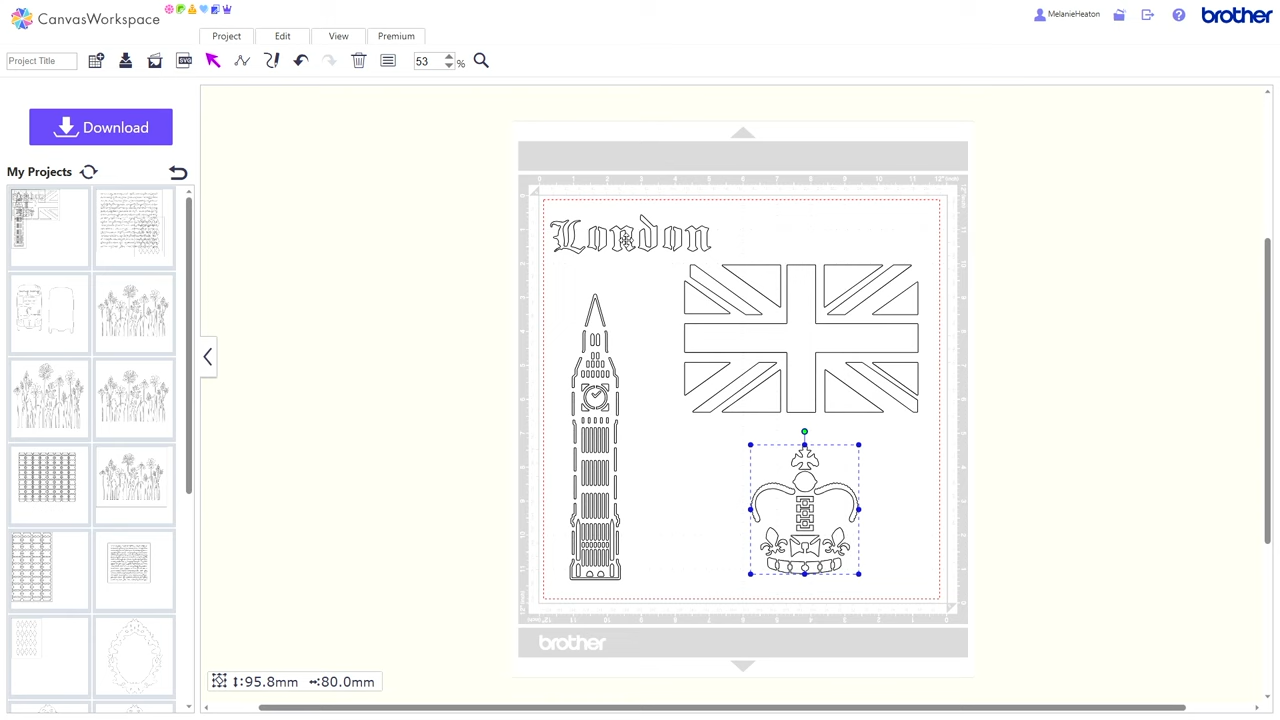 CanvasWorkspace
MelanieHeaton
brother
Project
Edit
View
Premium
Project Title
SVG
53
%
Download
My Projects
London
brother
↕:95.8mm ↔:80.0mm